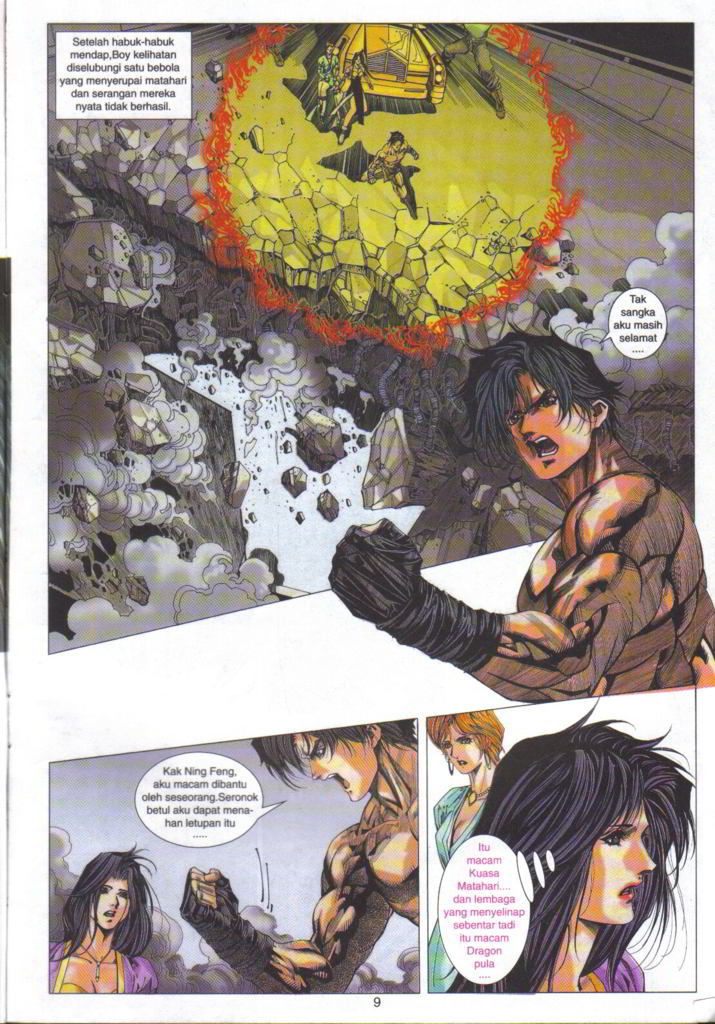 Setelah habuk-habuk
mendap,Boy kelihatan
diselubungi satu bebola
yang menyerupai matahari
dan serangan mereka
nyata tidak berhasil.
Tak
sangka
aku masih
selamat
....
Kak Ning Feng,
aku macam dibantu
oleh seseorang.Seronok
betul aku dapat mena-
han letupan itu
.....
Itu
macam
Kuasa
Matahari....
dan lembaga
yang menyelinap
sebentar tadi
itu macam
Dragon
pula
....
9